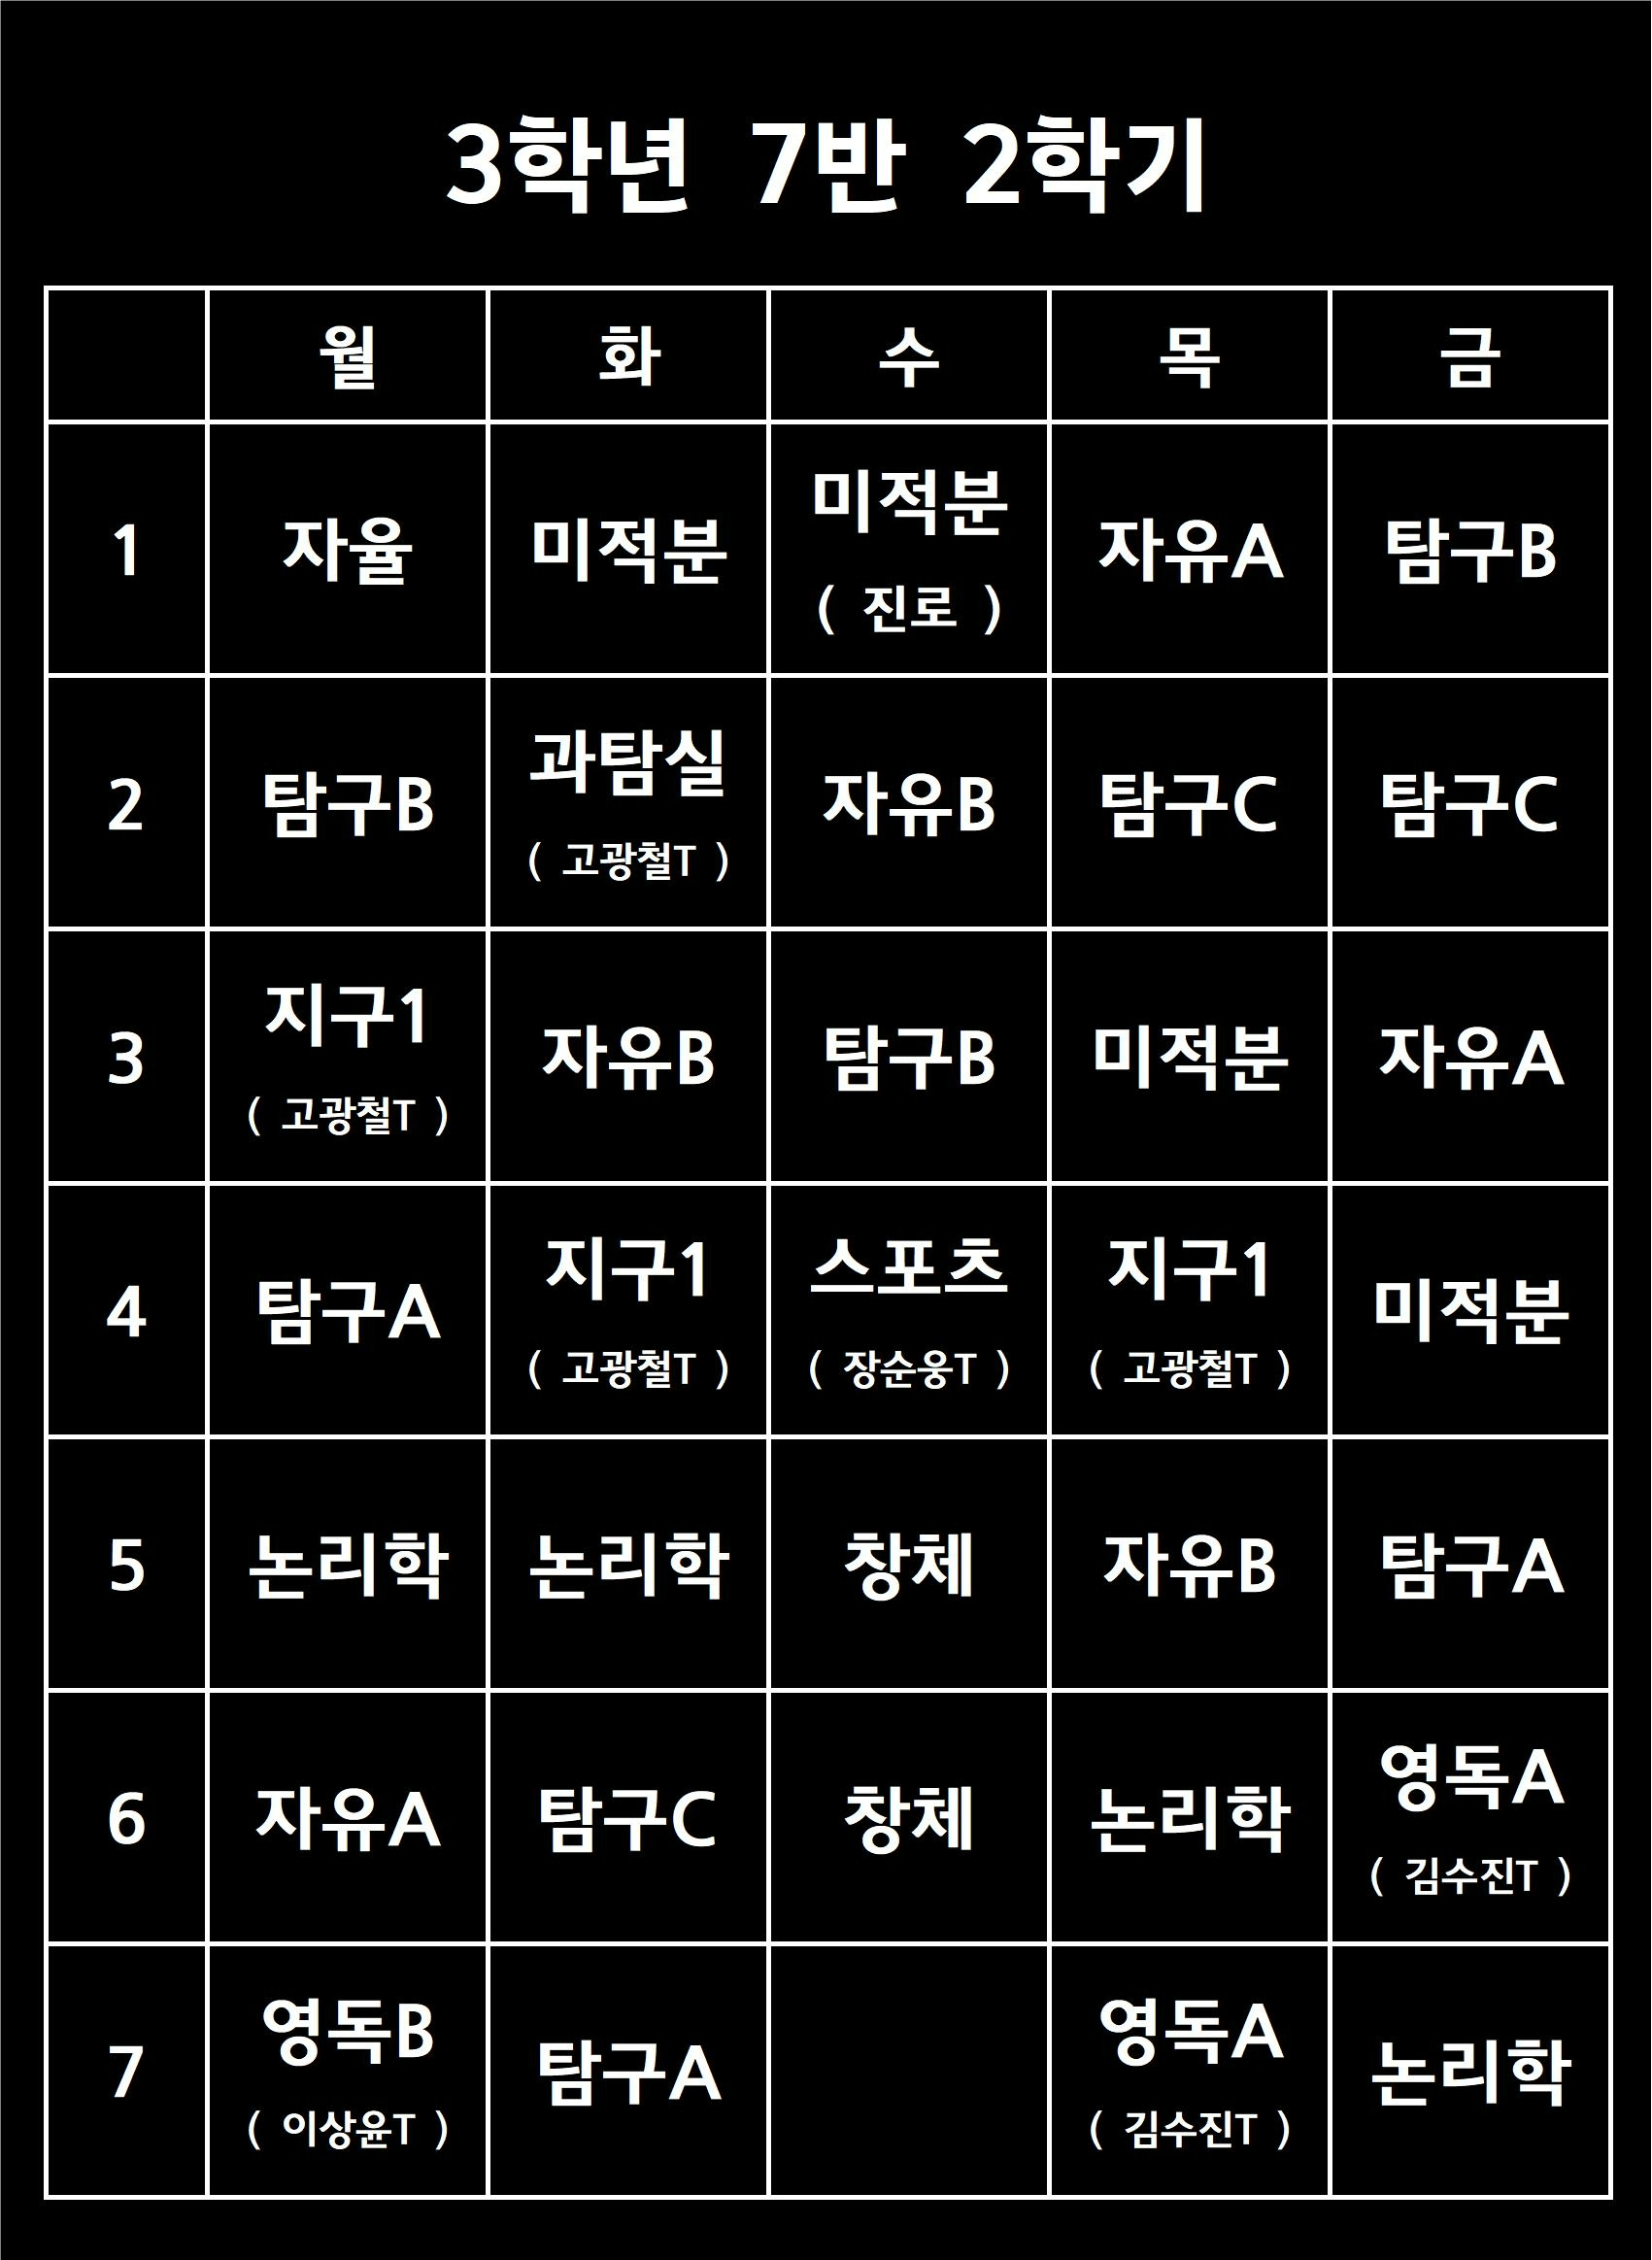 3학년 7반 2학기
월 화 수 목 금
1 자율 미적분 미적분 자유A 탐구B
( 진로 )
2 탐구B 과탐실 자유B 탐구C 탐구C
( 고광철T )
3 지구1 자유B 탐구B 미적분 자유A
( 고광철T )
4 탐구A 지구1 스포츠 지구1 미적분
( 고광철T ) ( 장순웅T ) ( 고광철T )
5 논리학 논리학 창체 자유B 탐구A
6 자유A 탐구C 창체 논리학 영독A
( 김수진T )
7 영독B 탐구A 영독A 논리학
( 이상윤T ) ( 김수진T )